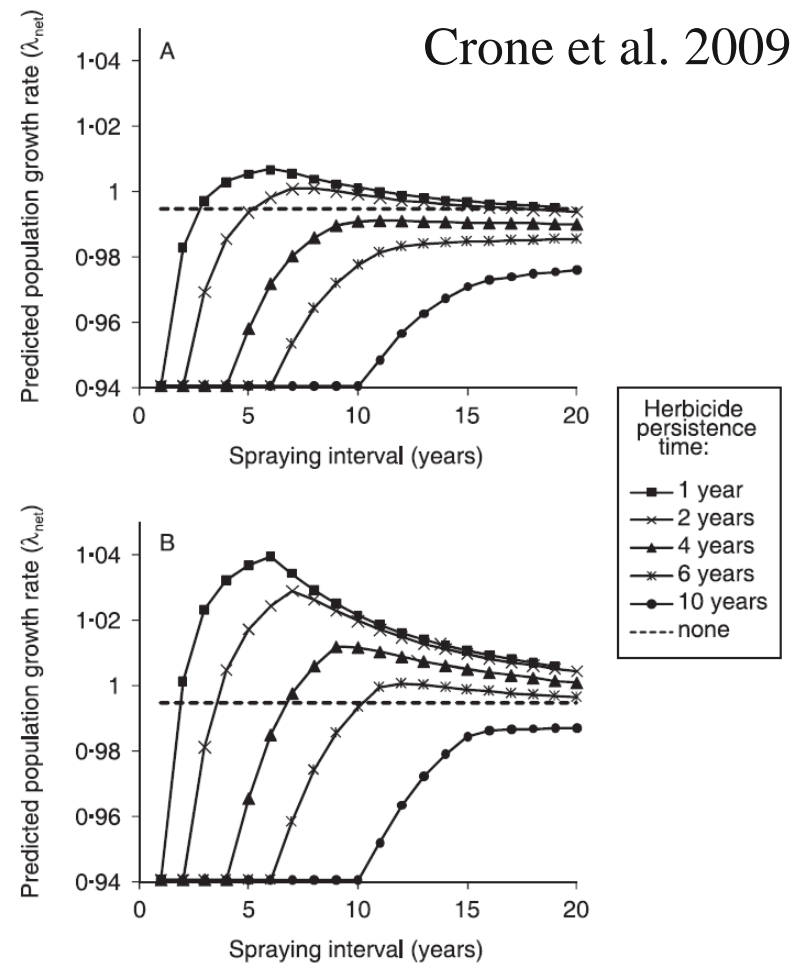 Crone et al. 2009
A
Predicted population growth rate (λnet)
1·04
1·02
1
0·98
0·96
0·94
0 5 10 15 20
Spraying interval (years)
Herbicide
persistence
time:
1 year
2 years
4 years
6 years
10 years
none
B
Predicted population growth rate (λnet)
1·04
1·02
1
0·98
0·96
0·94
0 5 10 15 20
Spraying interval (years)